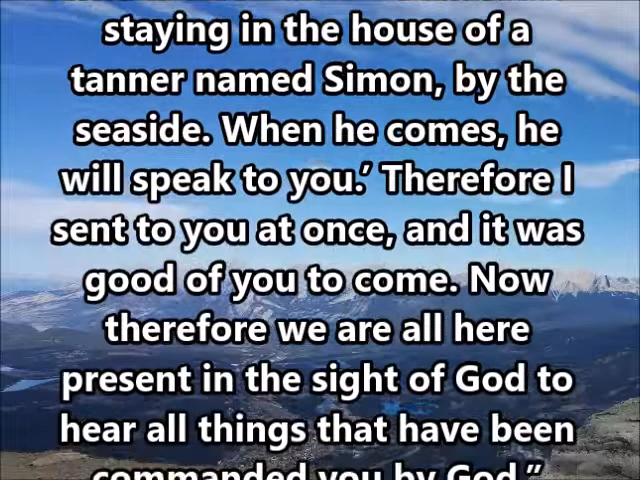 staying in the house of a
tanner named Simon, by the
seaside. When he comes, he
will speak to you.’ Therefore I
sent to you at once, and it was
good of you to come. Now
therefore we are all here
present in the sight of God to
hear all things that have been
commanded you by God.”